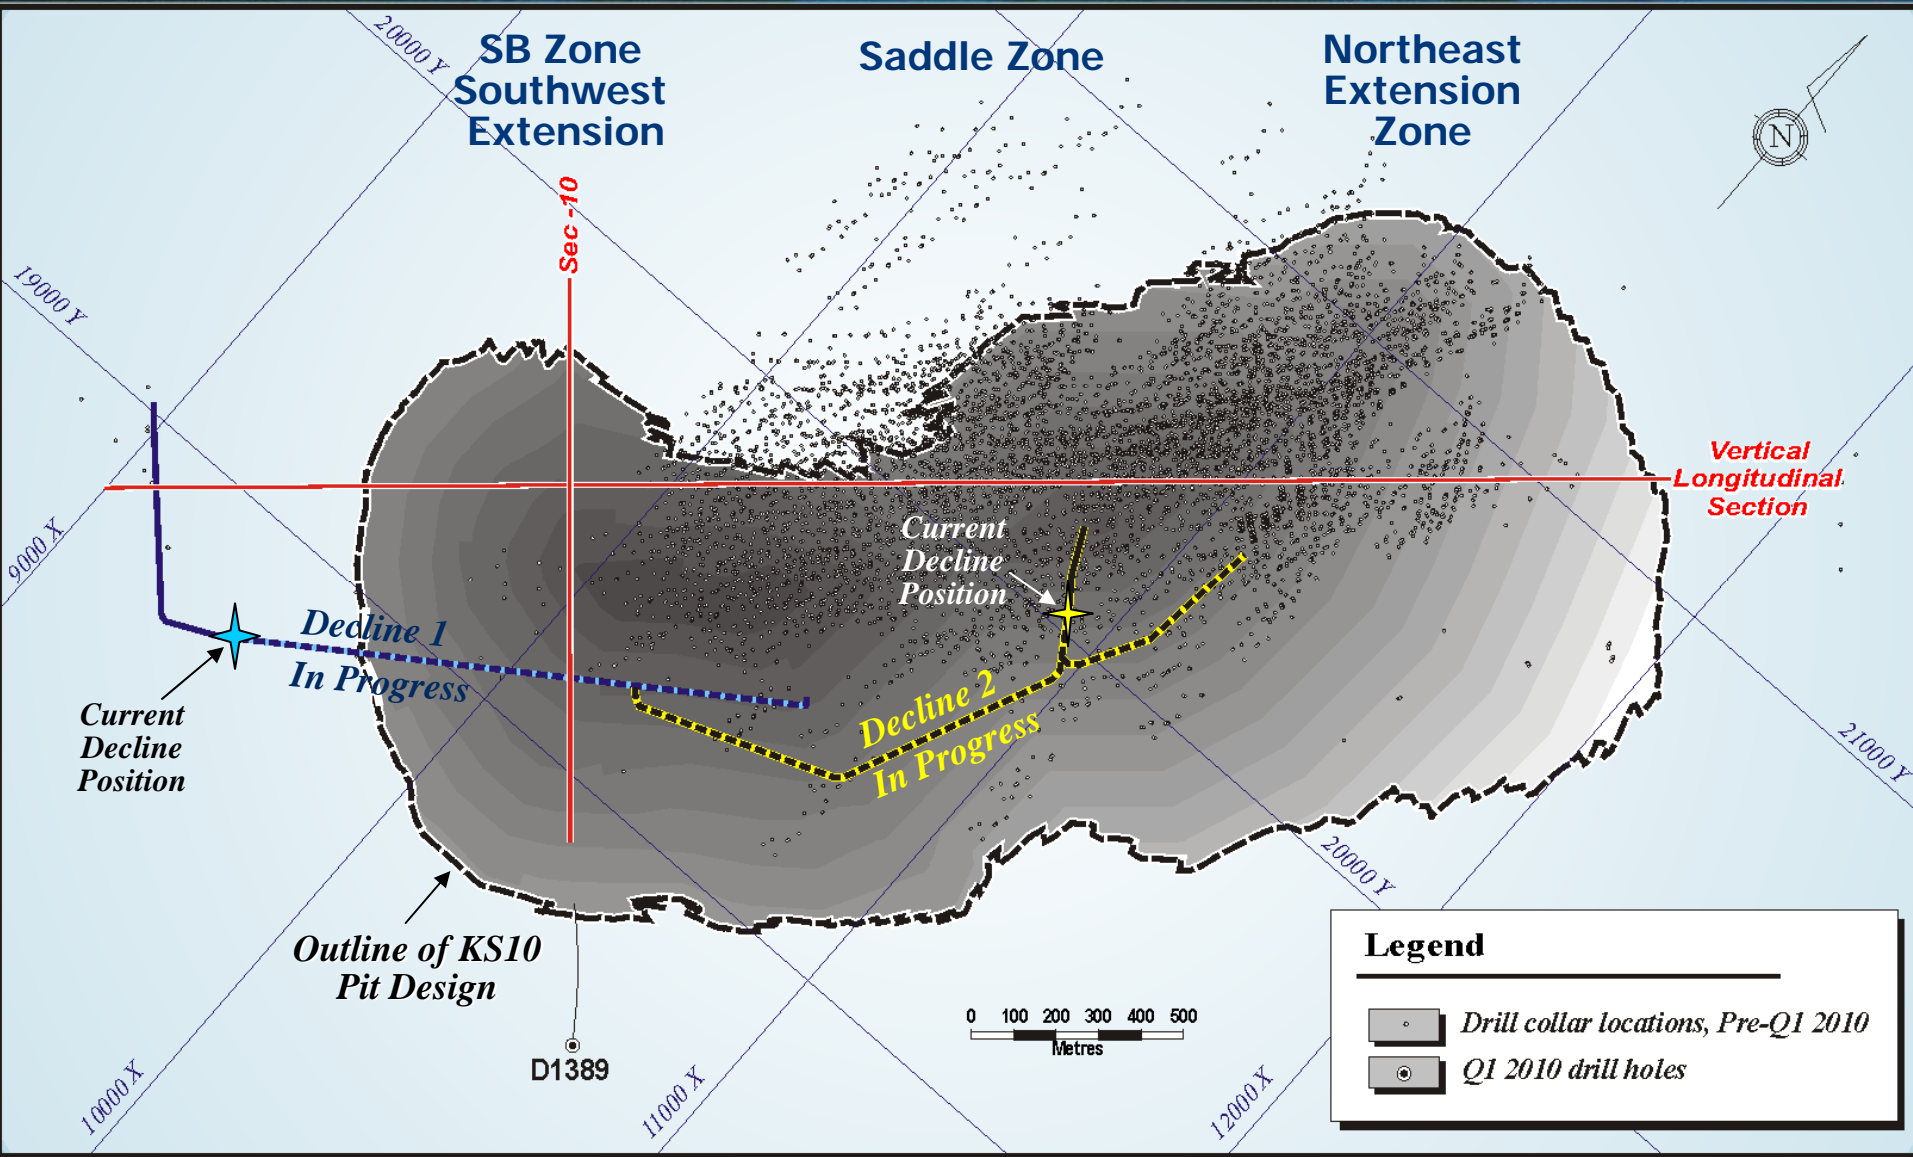 20000 Y
SB Zone
Southwest
Extension
Saddle Zone
Northeast
Extension
Zone
N
Sec -10
19000 Y
9000 X
Vertical
Longitudinal
Section
Current
Decline
Position
Decline 1
In Progress
Current
Decline
Position
Decline 2
In Progress
21000 Y
20000 Y
Outline of KS10
Pit Design
D1389
0 100 200 300 400 500
Metres
10000 X
11000 X
12000 X
Legend
Drill collar locations, Pre-Q1 2010
Q1 2010 drill holes